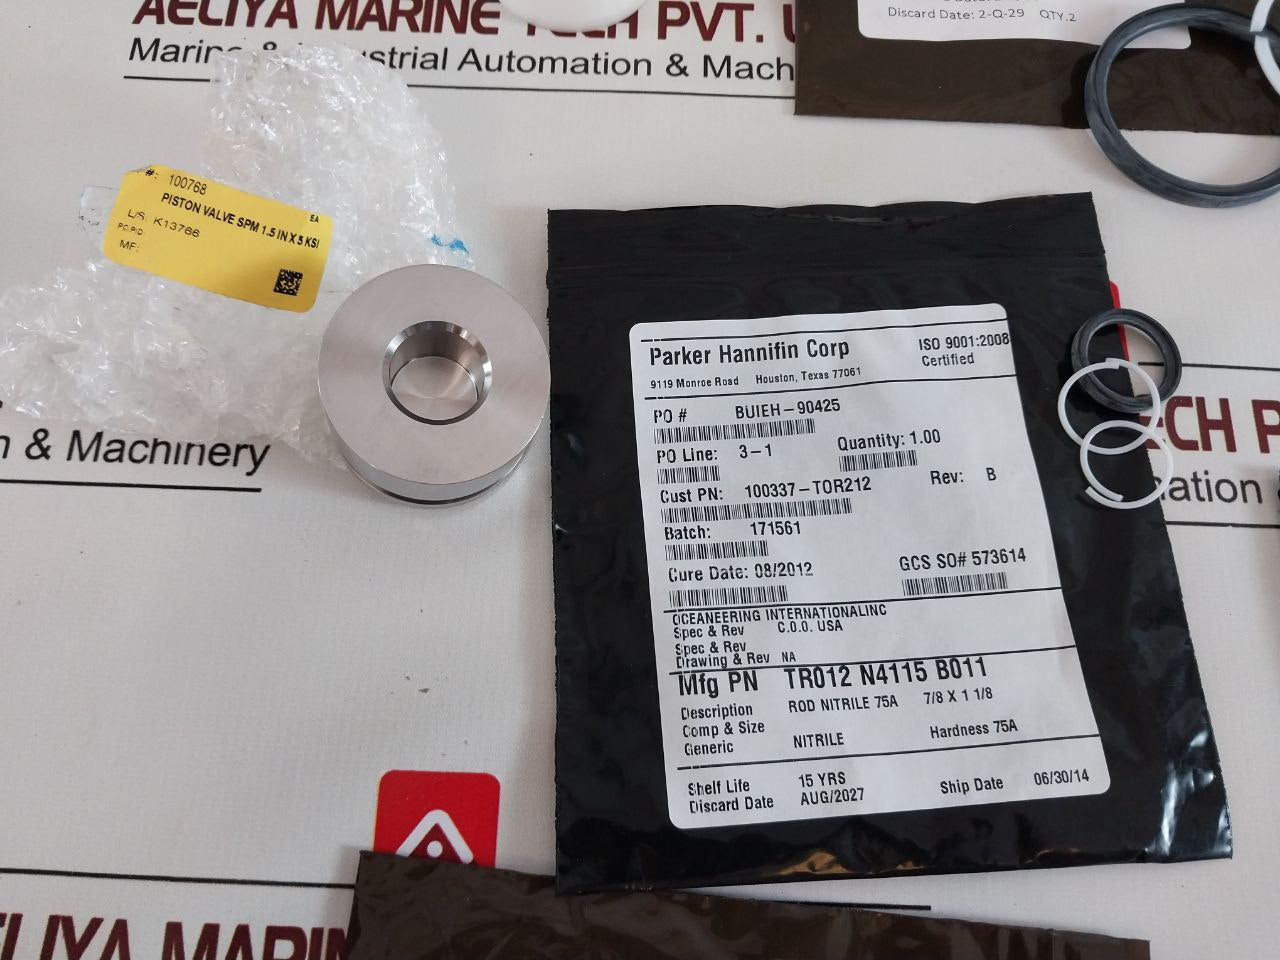 AELIYA MARINE TECH PVT.
Marine & Industrial Automation & Mach
Discard Date: 2-Q-29 QTY.2
#: 100768
PISTON VALVE SPM 1.5 IN X 5 KSI
EA
L/S: K13766
PC.PID:
MF:
& Machinery
Parker Hannifin Corp
ISO 9001:2008
Certified
9119 Monroe Road Houston, Texas 77061
PO # BUIEH-90425
PO Line: 3-1 Quantity: 1.00
Cust PN: 100337-TOR212 Rev: B
Batch: 171561
Cure Date: 08/2012 GCS SO# 573614
OCEANEERING INTERNATIONALINC
Spec & Rev C.O.O. USA
Spec & Rev
Drawing & Rev NA
Mfg PN TR012 N4115 B011
Description ROD NITRILE 75A 7/8 X 1 1/8
Comp & Size
Generic NITRILE Hardness 75A
Shelf Life 15 YRS
Discard Date AUG/2027 Ship Date 06/30/14
ECH P
mation &
ELIYA MARIN